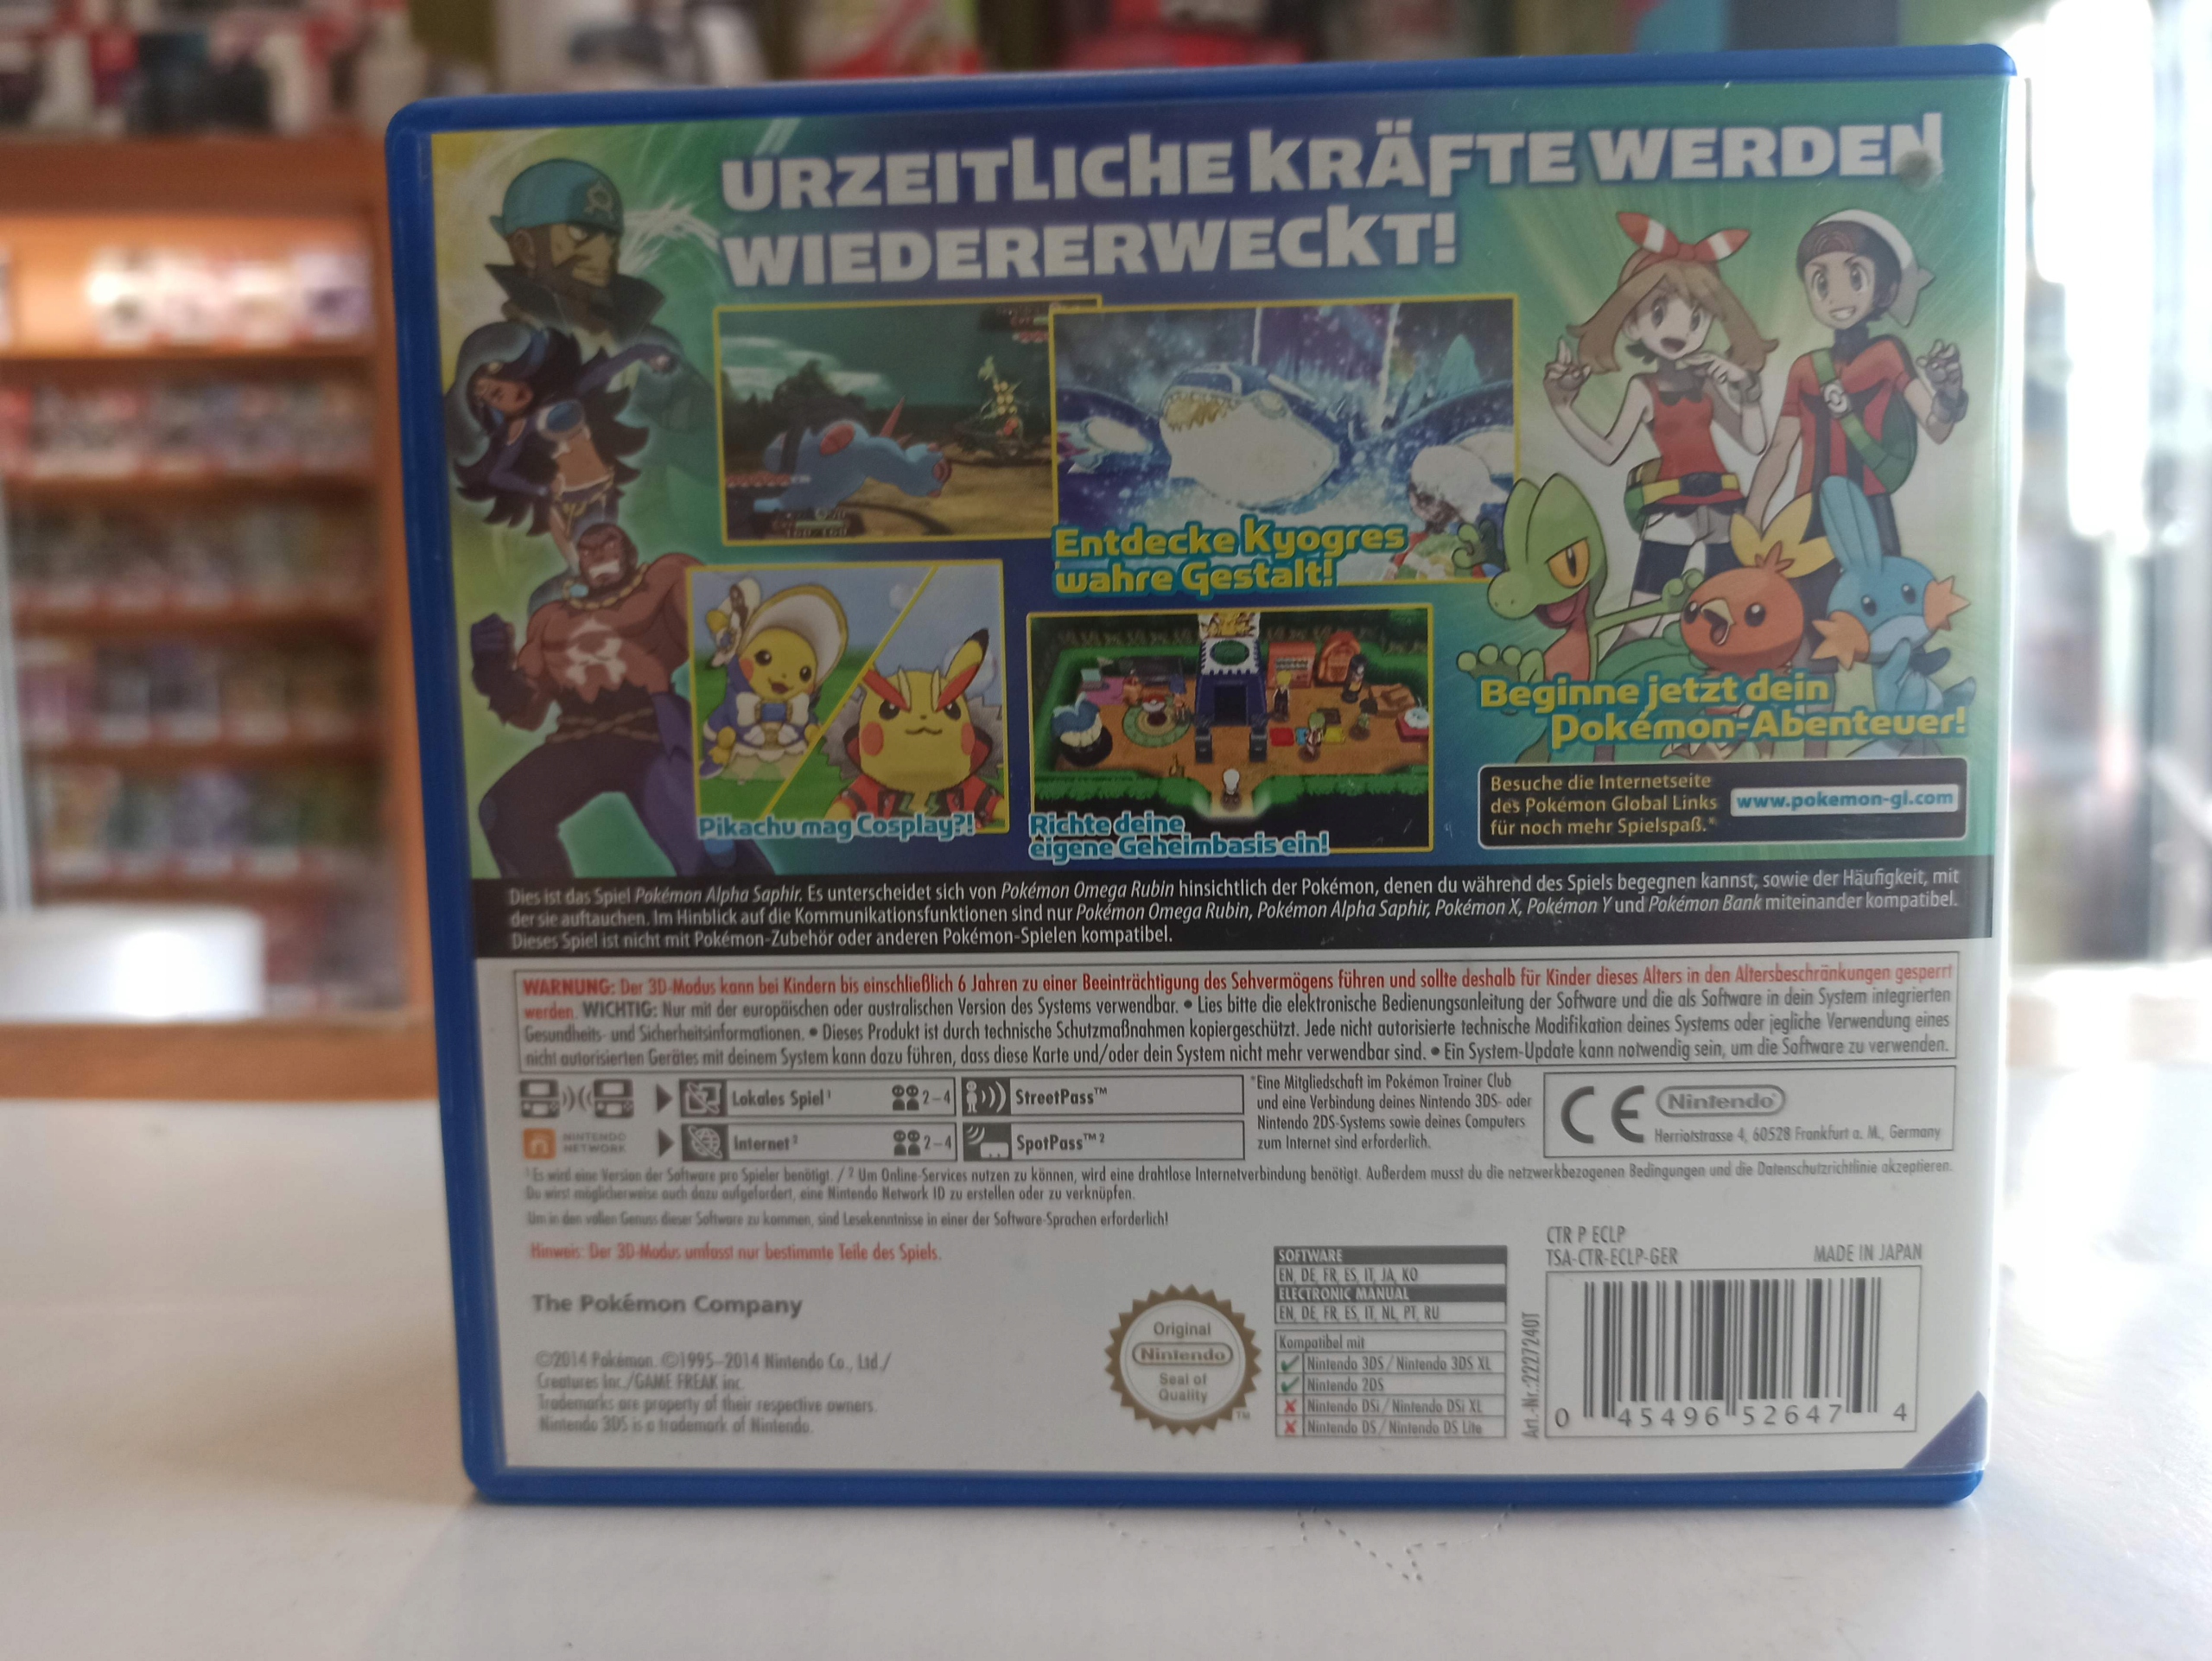 URZEITLICHE KRÄFTE WERDEN
WIEDERERWECKT!
Entdecke Kyogres
wahre Gestalt!
Pikachu mag Cosplay?!
Richte deine
eigene Geheimbasis ein!
Beginne jetzt dein
Pokémon-Abenteuer!
Besuche die Internetseite
des Pokémon Global Links
für noch mehr Spielspaß.*
www.pokemon-gl.com
Dies ist das Spiel Pokémon Alpha Saphir. Es unterscheidet sich von Pokémon Omega Rubin hinsichtlich der Pokémon, denen du während des Spiels begegnen kannst, sowie der Häufigkeit, mit
der sie auftauchen. Im Hinblick auf die Kommunikationsfunktionen sind nur Pokémon Omega Rubin, Pokémon Alpha Saphir, Pokémon X, Pokémon Y und Pokémon Bank miteinander kompatibel.
Dieses Spiel ist nicht mit Pokémon-Zubehör oder anderen Pokémon-Spielen kompatibel.
WARNUNG: Der 3D-Modus kann bei Kindern bis einschließlich 6 Jahren zu einer Beeinträchtigung des Sehvermögens führen und sollte deshalb für Kinder dieses Alters in den Altersbeschränkungen gesperrt
werden. WICHTIG: Nur mit der europäischen oder australischen Version des Systems verwendbar. • Lies bitte die elektronische Bedienungsanleitung der Software und die als Software in dein System integrierten
Gesundheits- und Sicherheitsinformationen. • Dieses Produkt ist durch technische Schutzmaßnahmen kopiergeschützt. Jede nicht autorisierte technische Modifikation deines Systems oder jegliche Verwendung eines
nicht autorisierten Gerätes mit deinem System kann dazu führen, dass diese Karte und/oder dein System nicht mehr verwendbar sind. • Ein System-Update kann notwendig sein, um die Software zu verwenden.
Lokales Spiel¹ 2–4 StreetPass™
NINTENDO
NETWORK
Internet² 2–4 SpotPass™ ²
*Eine Mitgliedschaft im Pokémon Trainer Club
und eine Verbindung deines Nintendo 3DS- oder
Nintendo 2DS-Systems sowie deines Computers
zum Internet sind erforderlich.
CE Nintendo
Herriotstrasse 4, 60528 Frankfurt a. M., Germany
¹ Es wird eine Version der Software pro Spieler benötigt. / ² Um Online-Services nutzen zu können, wird eine drahtlose Internetverbindung benötigt. Außerdem musst du die netzwerkbezogenen Bedingungen und die Datenschutzrichtlinie akzeptieren.
Du wirst möglicherweise auch dazu aufgefordert, eine Nintendo Network ID zu erstellen oder zu verknüpfen.
Um in den vollen Genuss dieser Software zu kommen, sind Lesekenntnisse in einer der Software-Sprachen erforderlich!
Hinweis: Der 3D-Modus umfasst nur bestimmte Teile des Spiels.
The Pokémon Company
©2014 Pokémon. ©1995–2014 Nintendo Co., Ltd./
Creatures Inc./GAME FREAK inc.
Trademarks are property of their respective owners.
Nintendo 3DS is a trademark of Nintendo.
Original
Nintendo
Seal of
Quality
TM
SOFTWARE
EN, DE, FR, ES, IT, JA, KO
ELECTRONIC MANUAL
EN, DE, FR, ES, IT, NL, PT, RU
Kompatibel mit
Nintendo 3DS / Nintendo 3DS XL
Nintendo 2DS
Nintendo DSi / Nintendo DSi XL
Nintendo DS / Nintendo DS Lite
Art.-Nr.:2227240T
CTR P ECLP
TSA-CTR-ECLP-GER
MADE IN JAPAN
0 45496 52647 4